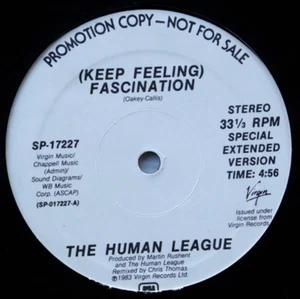 PROMOTION COPY—NOT FOR SALE
(KEEP FEELING)
FASCINATION
(Oakey-Callis)
SP-17227
Virgin Music/
Chappell Music
(Admin)/
Sound Diagrams/
WB Music
Corp. (ASCAP)
(SP-017227-A)
STEREO
33⅓ RPM
SPECIAL
EXTENDED
VERSION
TIME: 4:56
Virgin
Issued under
license from
Virgin Records
THE HUMAN LEAGUE
Produced by Martin Rushent
and The Human League
Remixed by Chris Thomas
℗1983 Virgin Records Ltd.